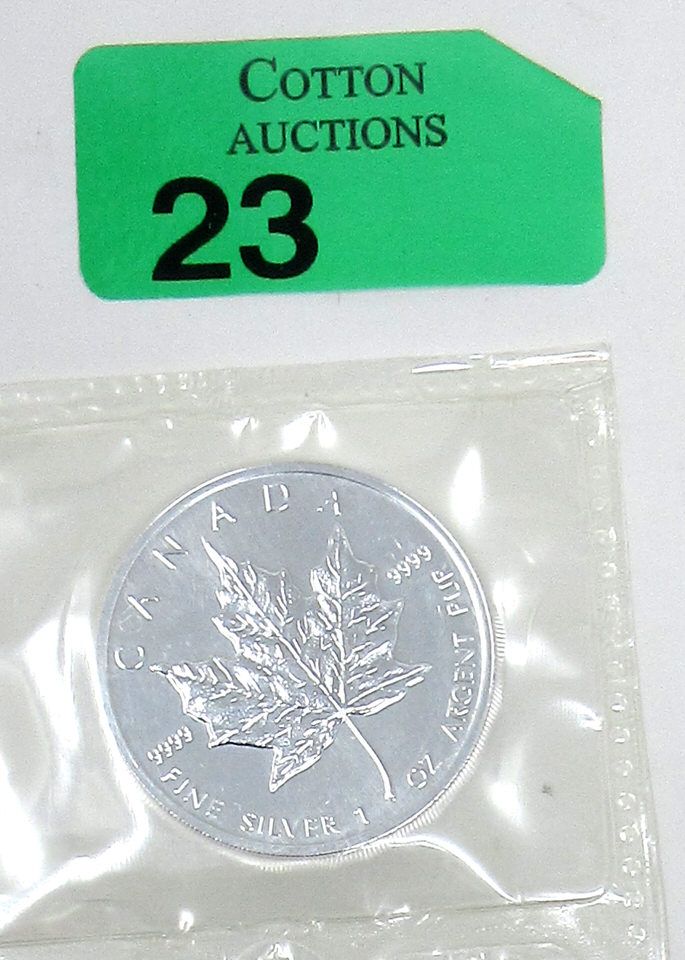 COTTON
AUCTIONS
23
CANADA
9999
9999
FINE SILVER 1 OZ ARGENT PUR